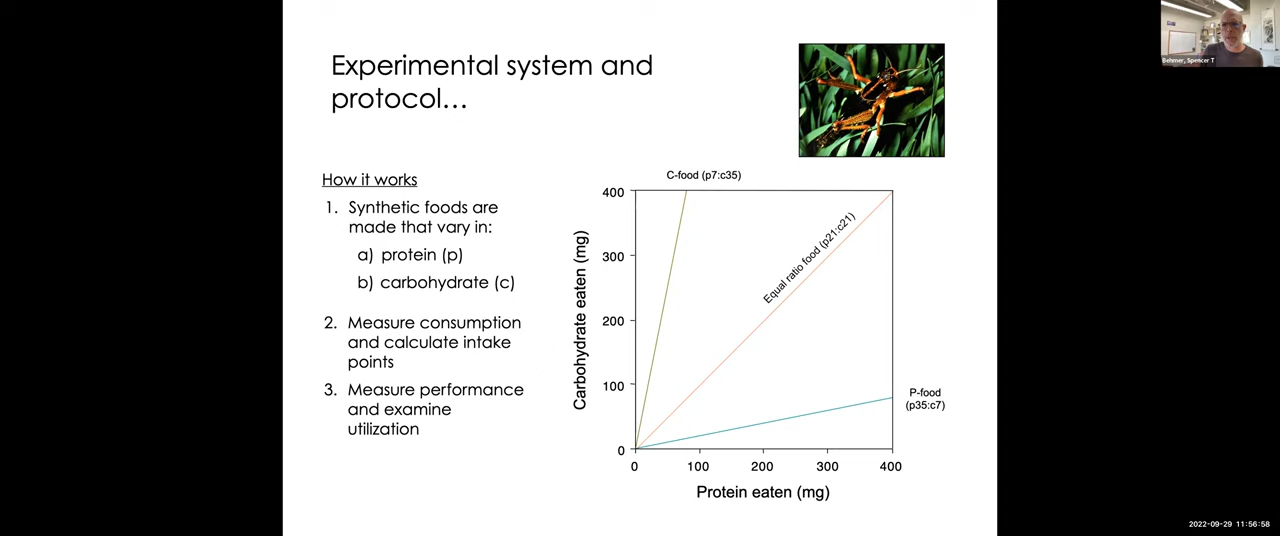 Experimental system and
protocol…
Behmer, Spencer T
How it works
1. Synthetic foods are
made that vary in:
a) protein (p)
b) carbohydrate (c)
2. Measure consumption
and calculate intake
points
3. Measure performance
and examine
utilization
C-food (p7:c35)
Equal ratio food (p21:c21)
P-food
(p35:c7)
Carbohydrate eaten (mg)
400
300
200
100
0
0 100 200 300 400
Protein eaten (mg)
2022-09-29 11:56:58